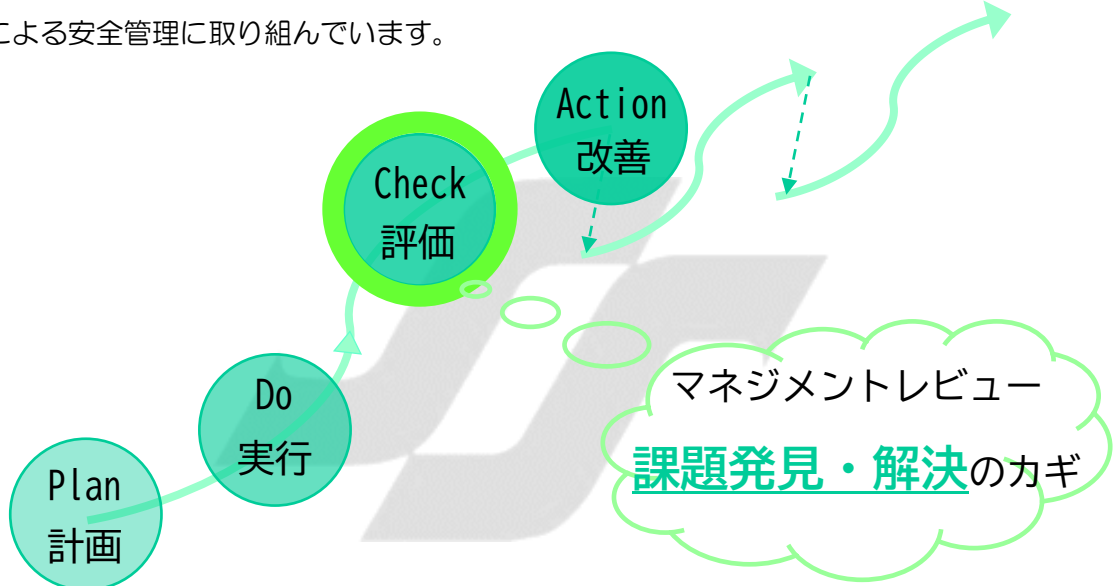 による安全管理に取り組んでいます。
Action
改善
Check
評価
Do
実行
Plan
計画
マネジメントレビュー
課題発見・解決のカギ